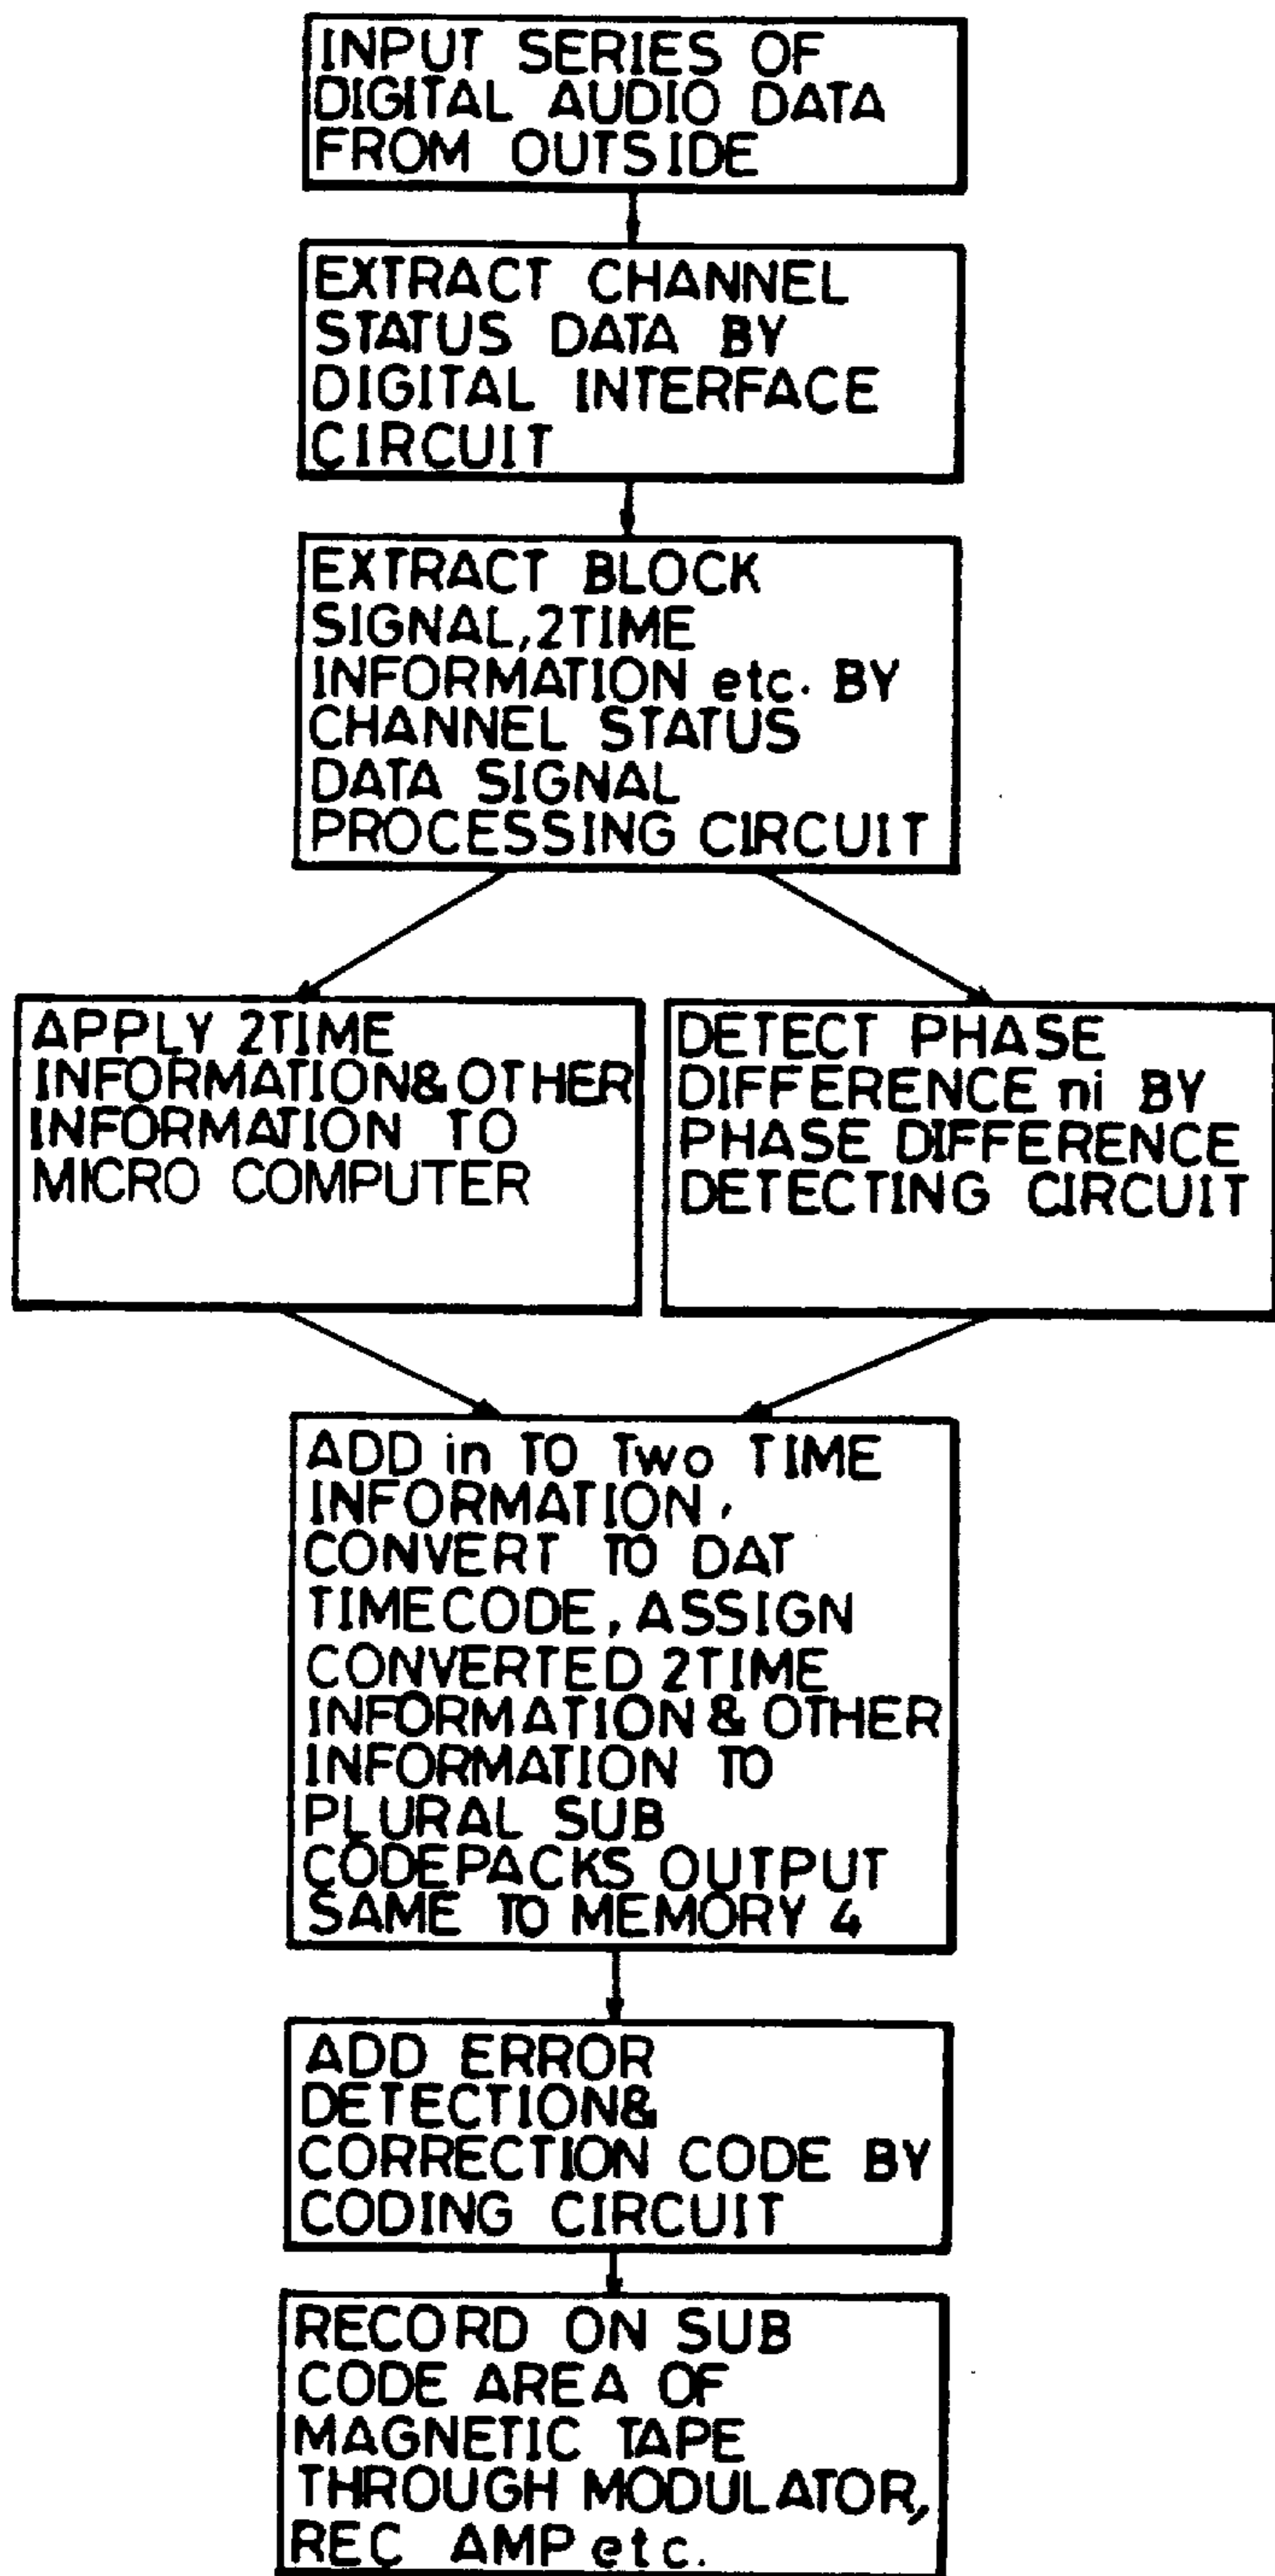 INPUT SERIES OF
DIGITAL AUDIO DATA
FROM OUTSIDE
EXTRACT CHANNEL
STATUS DATA BY
DIGITAL INTERFACE
CIRCUIT
EXTRACT BLOCK
SIGNAL, 2TIME
INFORMATION etc. BY
CHANNEL STATUS
DATA SIGNAL
PROCESSING CIRCUIT
APPLY 2TIME
INFORMATION & OTHER
INFORMATION TO
MICRO COMPUTER
DETECT PHASE
DIFFERENCE ni BY
PHASE DIFFERENCE
DETECTING CIRCUIT
ADD in TO Two TIME
INFORMATION,
CONVERT TO DAT
TIMECODE, ASSIGN
CONVERTED 2TIME
INFORMATION & OTHER
INFORMATION TO
PLURAL SUB
CODEPACKS OUTPUT
SAME TO MEMORY 4
ADD ERROR
DETECTION&
CORRECTION CODE BY
CODING CIRCUIT
RECORD ON SUB
CODE AREA OF
MAGNETIC TAPE
THROUGH MODULATOR,
REC AMP etc.